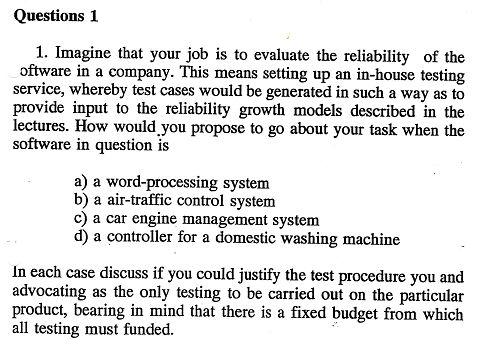 Questions 1
1. Imagine that your job is to evaluate the reliability of the
oftware in a company. This means setting up an in-house testing
service, whereby test cases would be generated in such a way as to
provide input to the reliability growth models described in the
lectures. How would you propose to go about your task when the
software in question is
a) a word-processing system
b) a air-traffic control system
c) a car engine management system
d) a controller for a domestic washing machine
In each case discuss if you could justify the test procedure you and
advocating as the only testing to be carried out on the particular
product, bearing in mind that there is a fixed budget from which
all testing must funded.